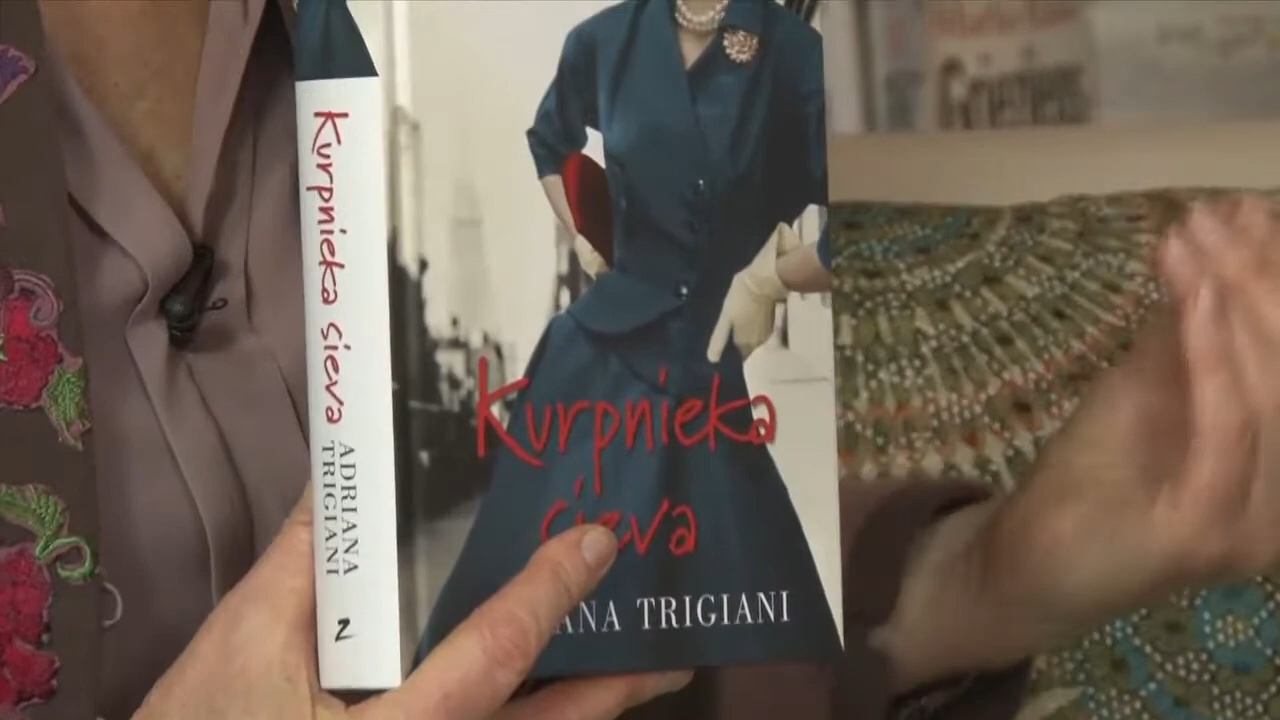 Kurpnieka sieva
ADRIANA
TRIGIANI
N
Kurpnieka
sieva
ANA TRIGIANI